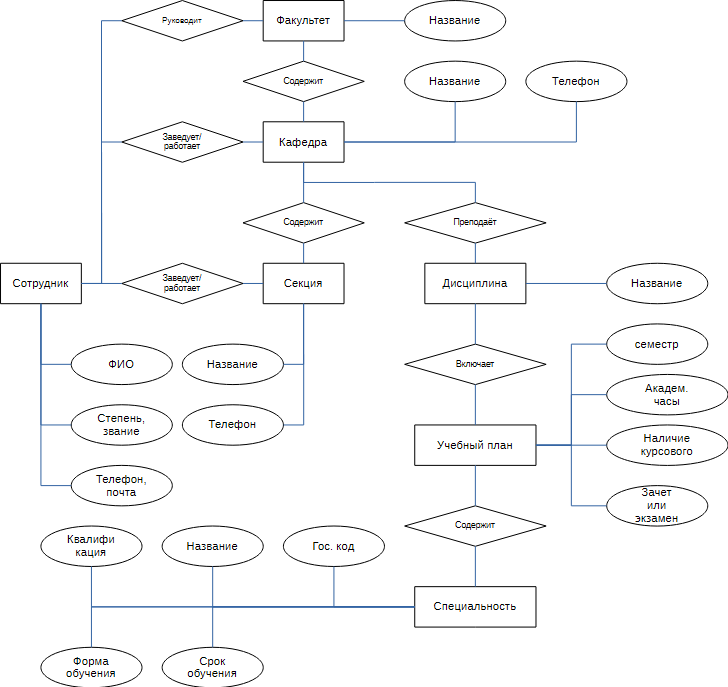 Руководит
Факультет
Название
Содержит
Название
Телефон
Заведует/
работает
Кафедра
Содержит
Преподаёт
Сотрудник
Заведует/
работает
Секция
Дисциплина
Название
ФИО
Название
Включает
семестр
Степень,
звание
Телефон
Академ.
часы
Учебный план
Наличие
курсового
Телефон,
почта
Зачет
или
экзамен
Квалифи
кация
Название
Гос. код
Содержит
Специальность
Форма
обучения
Срок
обучения